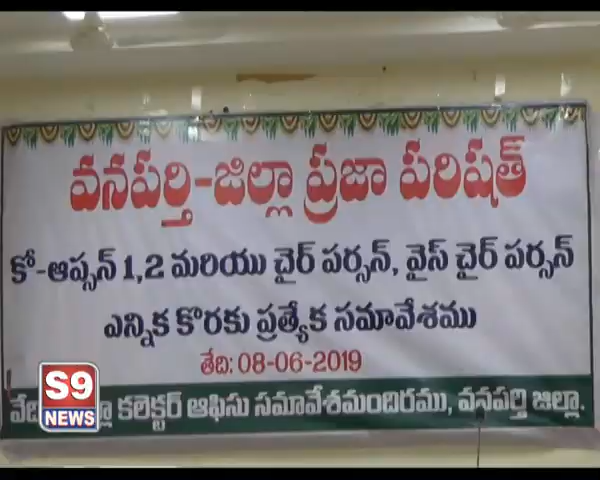 వనపర్తి-జిల్లా ప్రజా పరిషత్
కో-ఆప్సన్ 1,2 మరియు చైర్ పర్సన్, వైస్ చైర్ పర్సన్
ఎన్నిక కొరకు ప్రత్యేక సమావేశము
తేది: 08-06-2019
కలెక్టర్ ఆఫిసు సమావేశమందిరము, వనపర్తి జిల్లా.
S9
NEWS